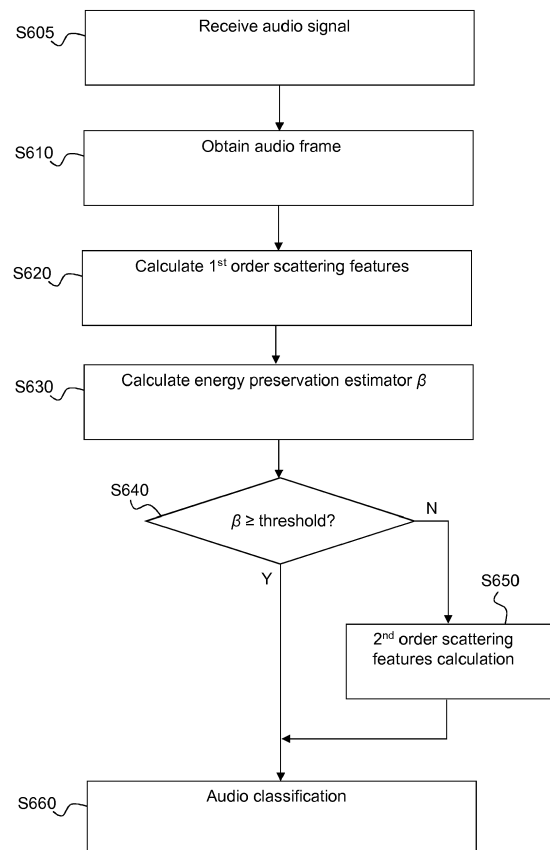 S605
Receive audio signal
S610
Obtain audio frame
S620
Calculate 1st order scattering features
S630
Calculate energy preservation estimator β
S640
β ≥ threshold?
N
Y
S650
2nd order scattering
features calculation
S660
Audio classification